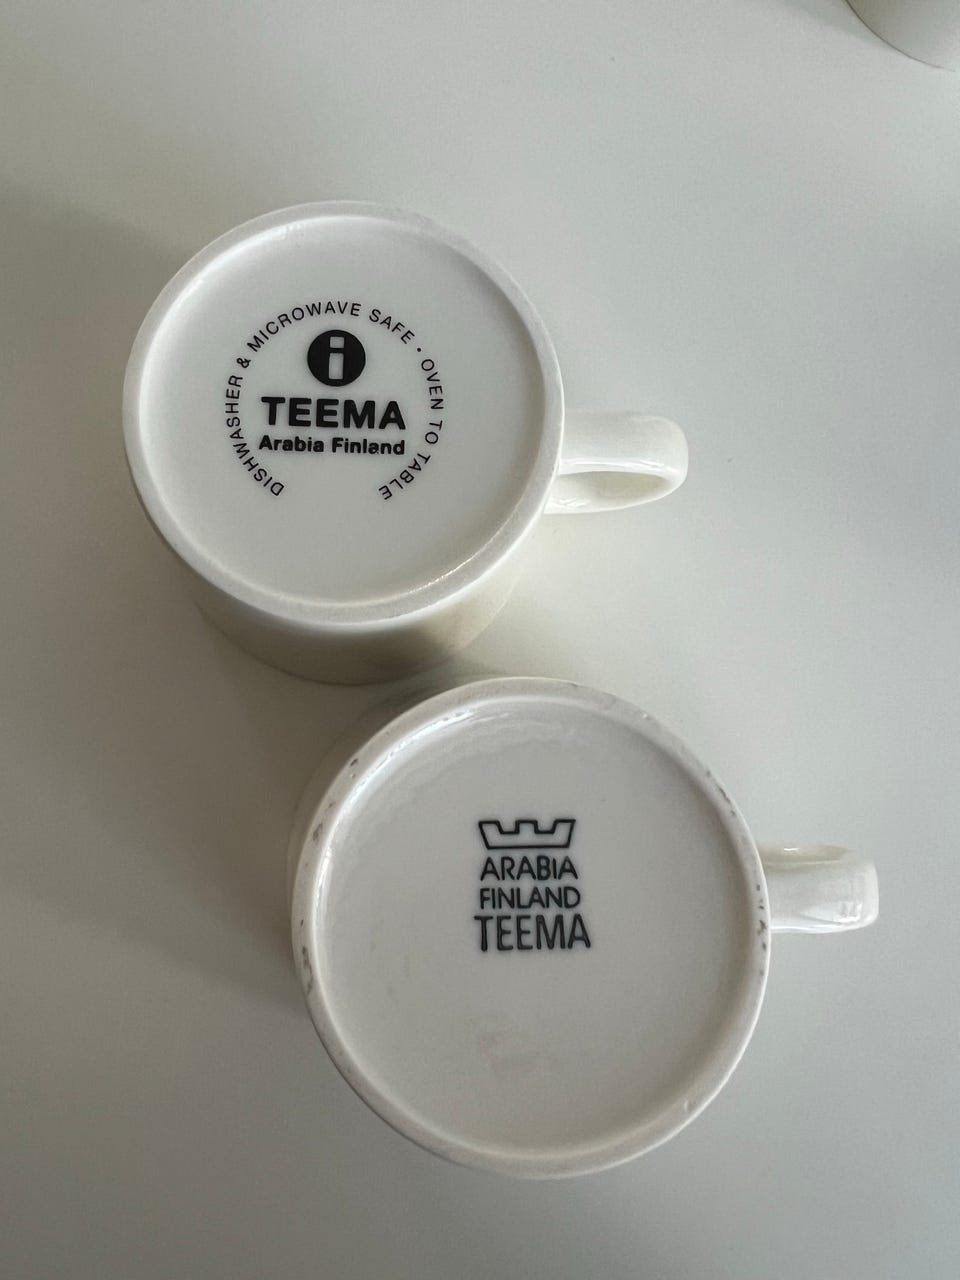 DISHWASHER & MICROWAVE SAFE · OVEN TO TABLE
i
TEEMA
Arabia Finland
ARABIA
FINLAND
TEEMA